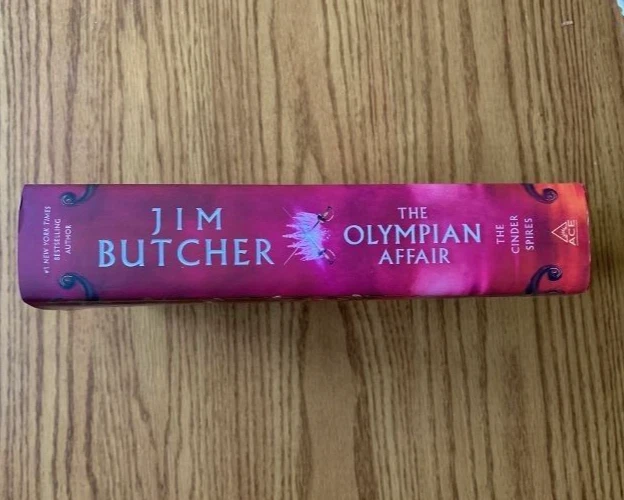 #1 NEW YORK TIMES
BESTSELLING
AUTHOR
JIM
BUTCHER
THE
OLYMPIAN
AFFAIR
THE
CINDER
SPIRES
ACE